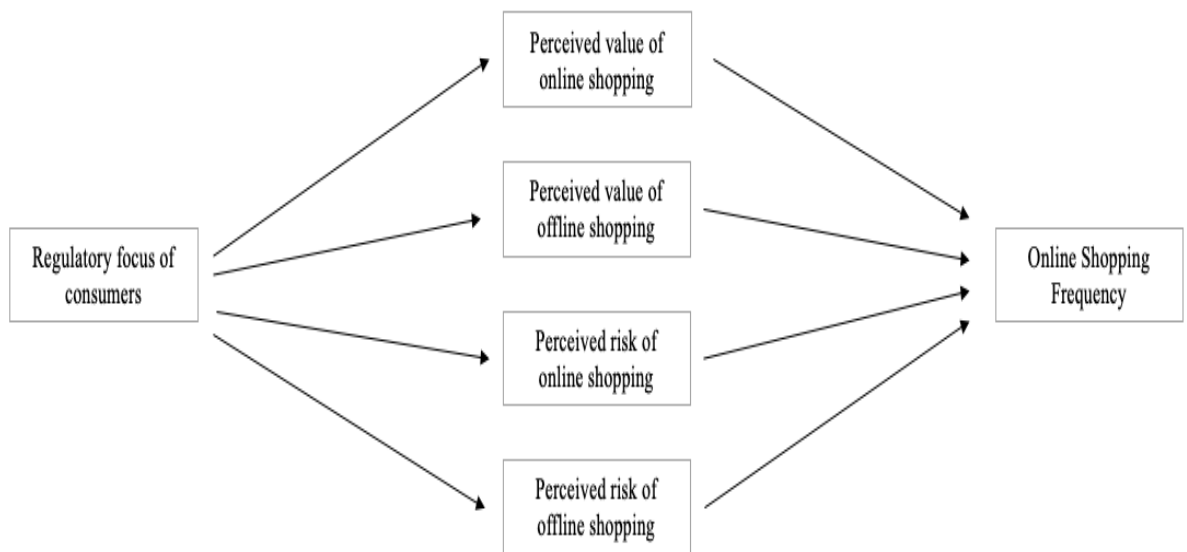 Perceived value of
online shopping
Perceived value of
offline shopping
Regulatory focus of
consumers
Online Shopping
Frequency
Perceived risk of
online shopping
Perceived risk of
offline shopping